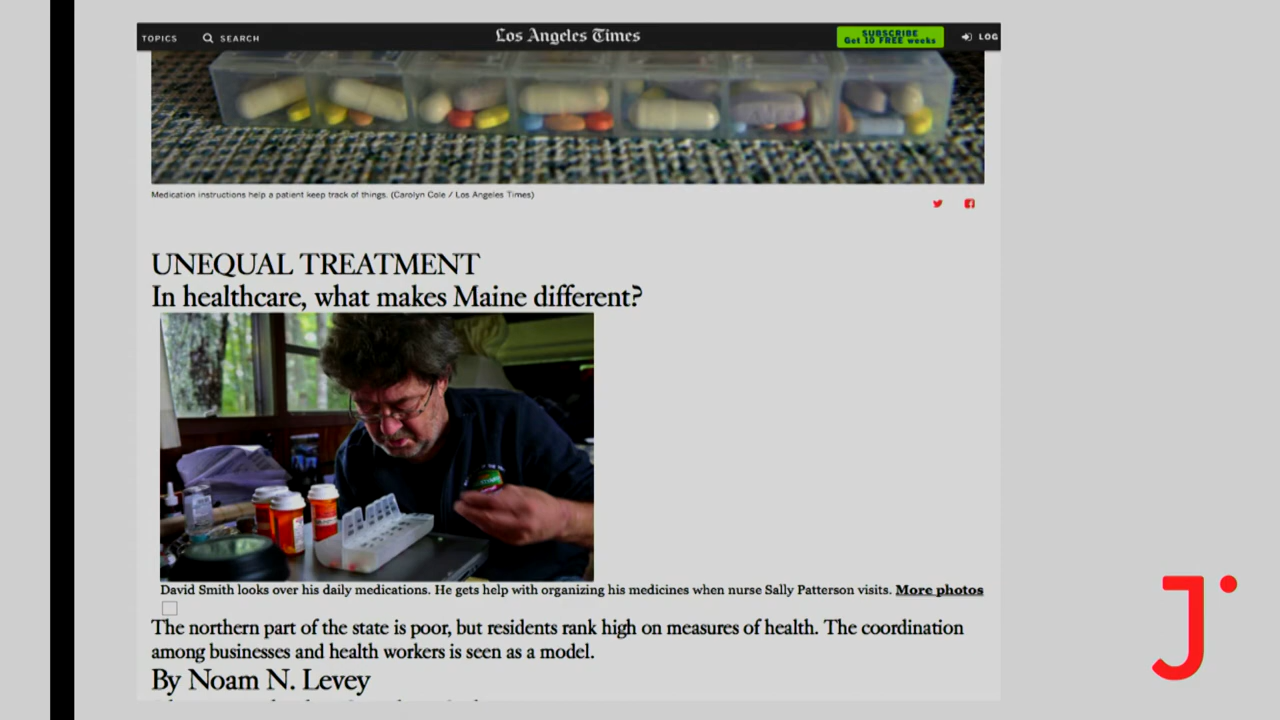 TOPICS
SEARCH
Los Angeles Times
SUBSCRIBE
Get 10 FREE weeks
LOG
Medication instructions help a patient keep track of things. (Carolyn Cole / Los Angeles Times)
UNEQUAL TREATMENT
In healthcare, what makes Maine different?
David Smith looks over his daily medications. He gets help with organizing his medicines when nurse Sally Patterson visits. More photos
The northern part of the state is poor, but residents rank high on measures of health. The coordination
among businesses and health workers is seen as a model.
By Noam N. Levey
J